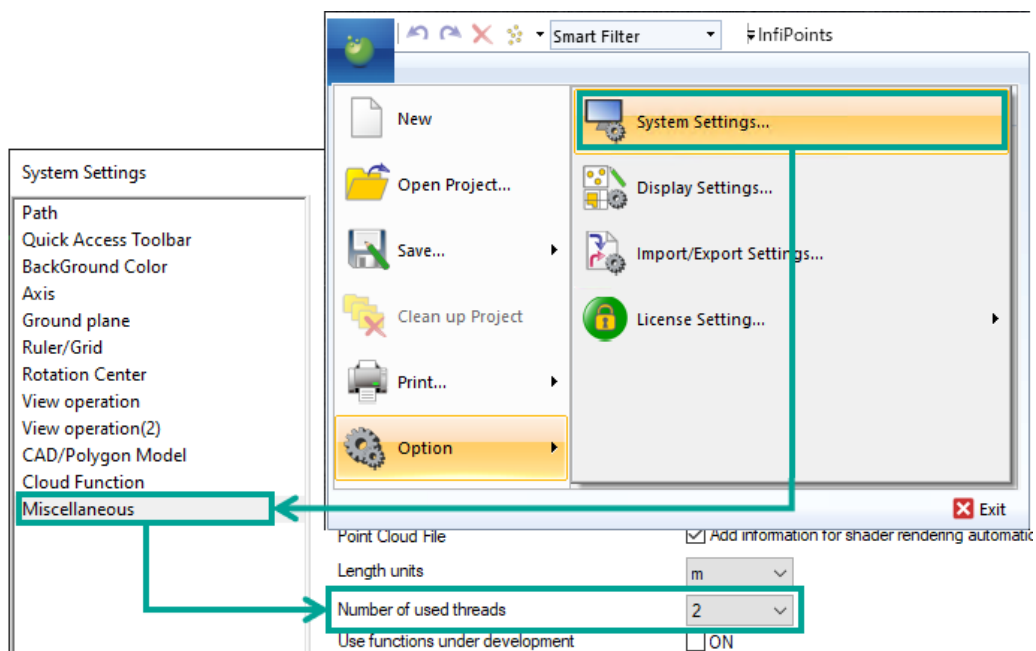 Smart Filter
InfiPoints
New
Open Project...
Save...
Clean up Project
Print...
Option
System Settings...
Display Settings...
Import/Export Settings...
License Setting...
Exit
System Settings
Path
Quick Access Toolbar
BackGround Color
Axis
Ground plane
Ruler/Grid
Rotation Center
View operation
View operation(2)
CAD/Polygon Model
Cloud Function
Miscellaneous
Point Cloud File
Add information for shader rendering automatic
Length units
m
Number of used threads
2
Use functions under development
ON